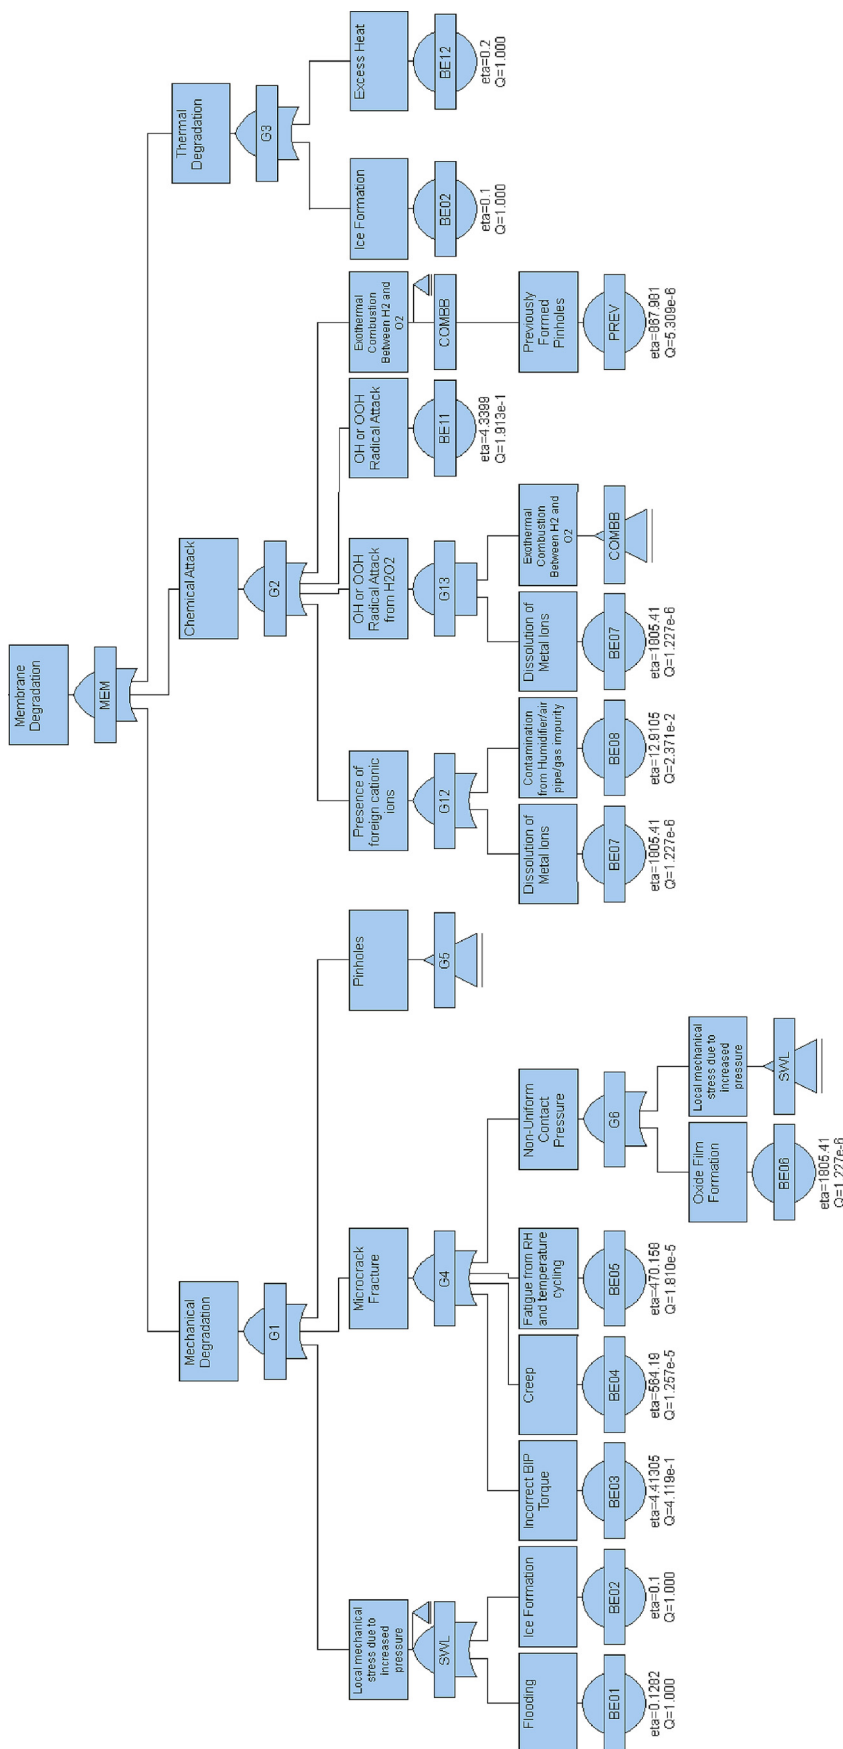 Membrane
Degradation
MEM
Mechanical
Degradation
G1
Chemical Attack
G2
Thermal
Degradation
G3
Local mechanical
stress due to
increased
pressure
SWL
Microcrack
Fracture
G4
Pinholes
G5
Presence of
foreign cationic
ions
G12
OH or OOH
Radical Attack
from H2O2
G13
OH or OOH
Radical Attack
BE11
eta=4.3399
Q=1.913e-1
Exothermal
Combustion
Between H2 and
O2
COMBB
Ice Formation
BE02
eta=0.1
Q=1.000
Excess Heat
BE12
eta=0.2
Q=1.000
Flooding
BE01
eta=0.1282
Q=1.000
Ice Formation
BE02
eta=0.1
Q=1.000
Incorrect BIP
Torque
BE03
eta=4.41305
Q=4.119e-1
Creep
BE04
eta=564.19
Q=1.257e-5
Fatigue from RH
and temperature
cycling
BE05
eta=470.158
Q=1.810e-5
Non-Uniform
Contact
Pressure
G6
Dissolution of
Metal Ions
BE07
eta=1805.41
Q=1.227e-6
Contamination
from Humidifier/air
pipe/gas impurity
BE08
eta=12.9105
Q=2.371e-2
Dissolution of
Metal Ions
BE07
eta=1805.41
Q=1.227e-6
Exothermal
Combustion
Between H2 and
O2
COMBB
Previously
Formed
Pinholes
PREV
eta=867.981
Q=5.309e-6
Oxide Film
Formation
BE06
eta=1805.41
Q=1.227e-6
Local mechanical
stress due to
increased
pressure
SWL